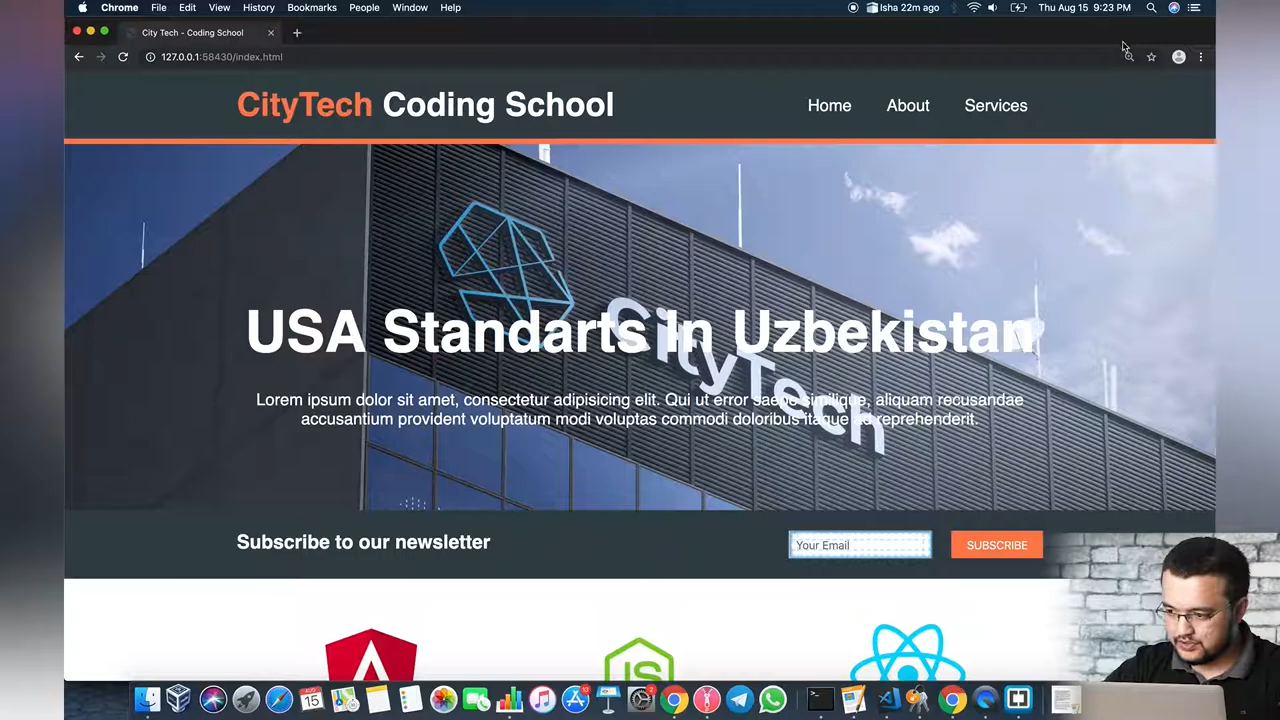 Chrome File Edit View History Bookmarks People Window Help
Isha 22m ago
Thu Aug 15 9:23 PM
City Tech - Coding School
127.0.0.1:58430/index.html
CityTech Coding School
Home About Services
CityTech
USA Standarts In Uzbekistan
Lorem ipsum dolor sit amet, consectetur adipisicing elit. Qui ut error saepe similique, aliquam recusandae
accusantium provident voluptatum modi voluptas commodi doloribus itaque ad reprehenderit.
Subscribe to our newsletter
Your Email
SUBSCRIBE
JS